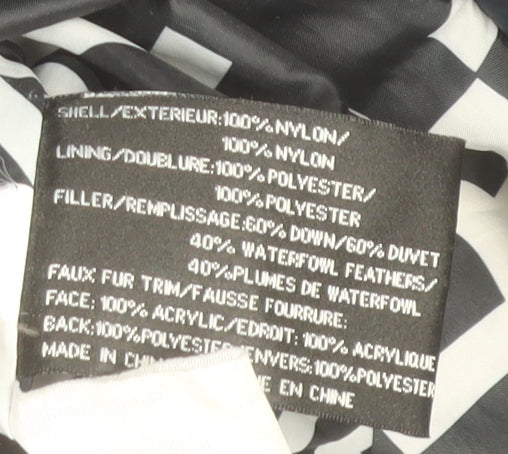 SHELL/EXTERIEUR:100% NYLON/
100% NYLON
LINING/DOUBLURE:100% POLYESTER/
100% POLYESTER
FILLER/REMPLISSAGE:60% DOWN/60% DUVET
40% WATERFOWL FEATHERS/
40%PLUMES DE WATERFOWL
FAUX FUR TRIM/FAUSSE FOURRURE:
FACE: 100% ACRYLIC/EDROIT: 100% ACRYLIQUE
BACK:100%POLYESTER ENVERS:100%POLYESTER
MADE IN EN CHINE